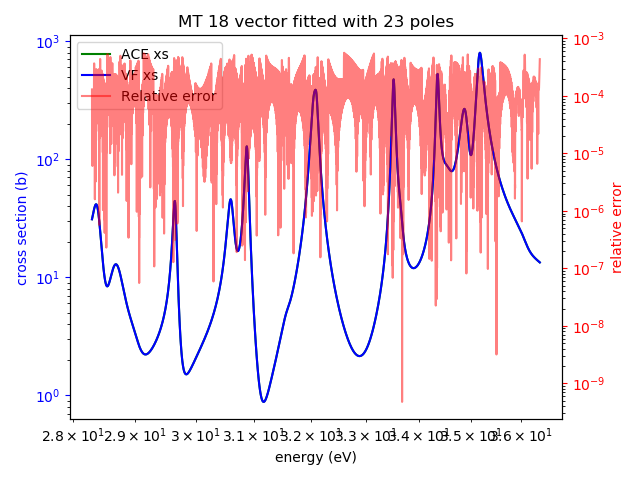 MT 18 vector fitted with 23 poles
ACE xs
VF xs
Relative error
10³
10²
10¹
10⁰
cross section (b)
10⁻³
10⁻⁴
10⁻⁵
10⁻⁶
10⁻⁷
10⁻⁸
10⁻⁹
relative error
2.8 × 10¹ 2.9 × 10¹ 3 × 10¹ 3.1 × 10¹ 3.2 × 10¹ 3.3 × 10¹ 3.4 × 10¹ 3.5 × 10¹ 3.6 × 10¹
energy (eV)